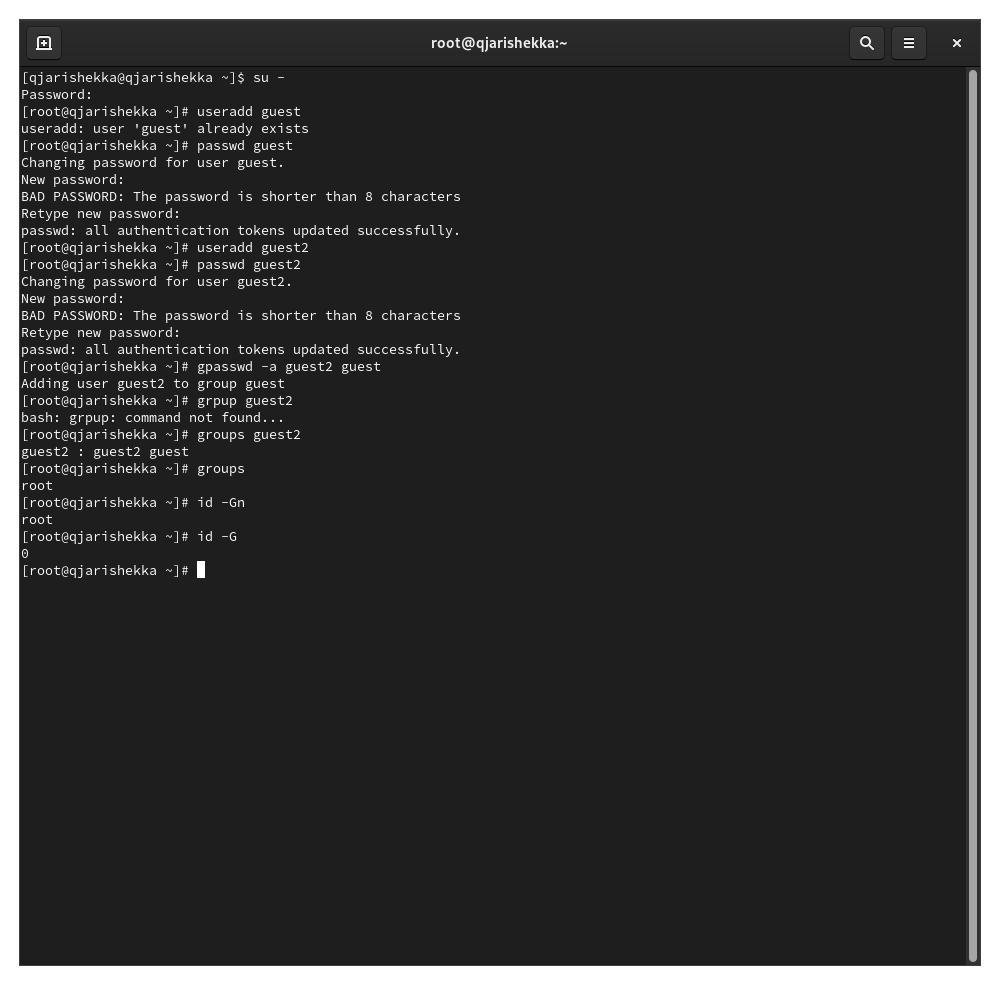 root@qjarishekka:~
[qjarishekka@qjarishekka ~]$ su -
Password:
[root@qjarishekka ~]# useradd guest
useradd: user 'guest' already exists
[root@qjarishekka ~]# passwd guest
Changing password for user guest.
New password:
BAD PASSWORD: The password is shorter than 8 characters
Retype new password:
passwd: all authentication tokens updated successfully.
[root@qjarishekka ~]# useradd guest2
[root@qjarishekka ~]# passwd guest2
Changing password for user guest2.
New password:
BAD PASSWORD: The password is shorter than 8 characters
Retype new password:
passwd: all authentication tokens updated successfully.
[root@qjarishekka ~]# gpasswd -a guest2 guest
Adding user guest2 to group guest
[root@qjarishekka ~]# grpup guest2
bash: grpup: command not found...
[root@qjarishekka ~]# groups guest2
guest2 : guest2 guest
[root@qjarishekka ~]# groups
root
[root@qjarishekka ~]# id -Gn
root
[root@qjarishekka ~]# id -G
0
[root@qjarishekka ~]#